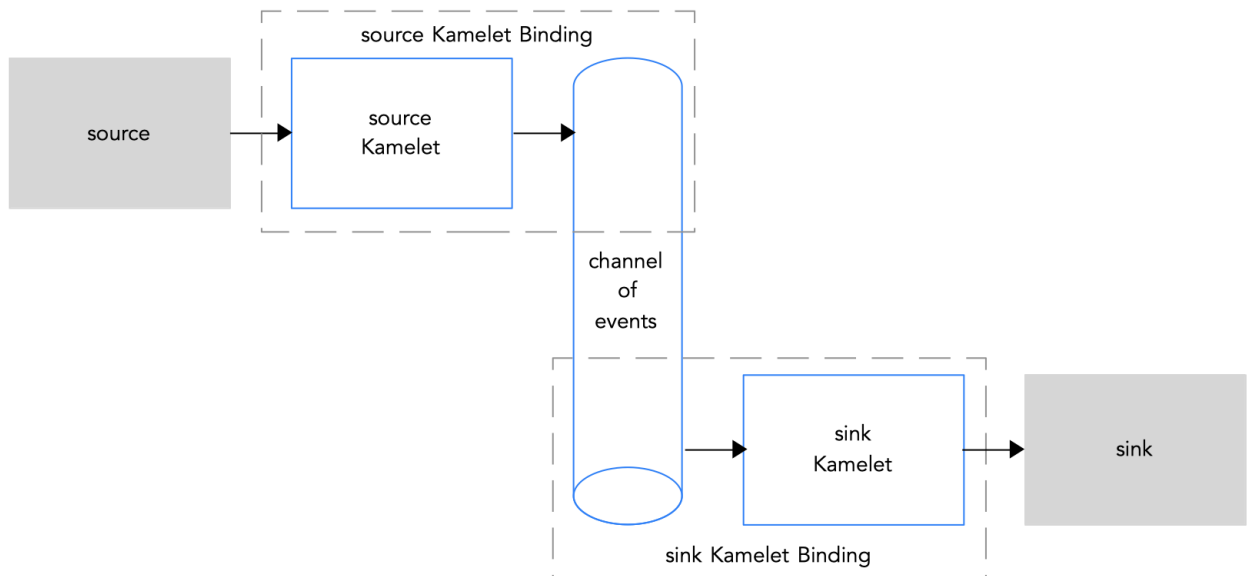 source Kamelet Binding
source
source
Kamelet
channel
of
events
sink
Kamelet
sink
sink Kamelet Binding